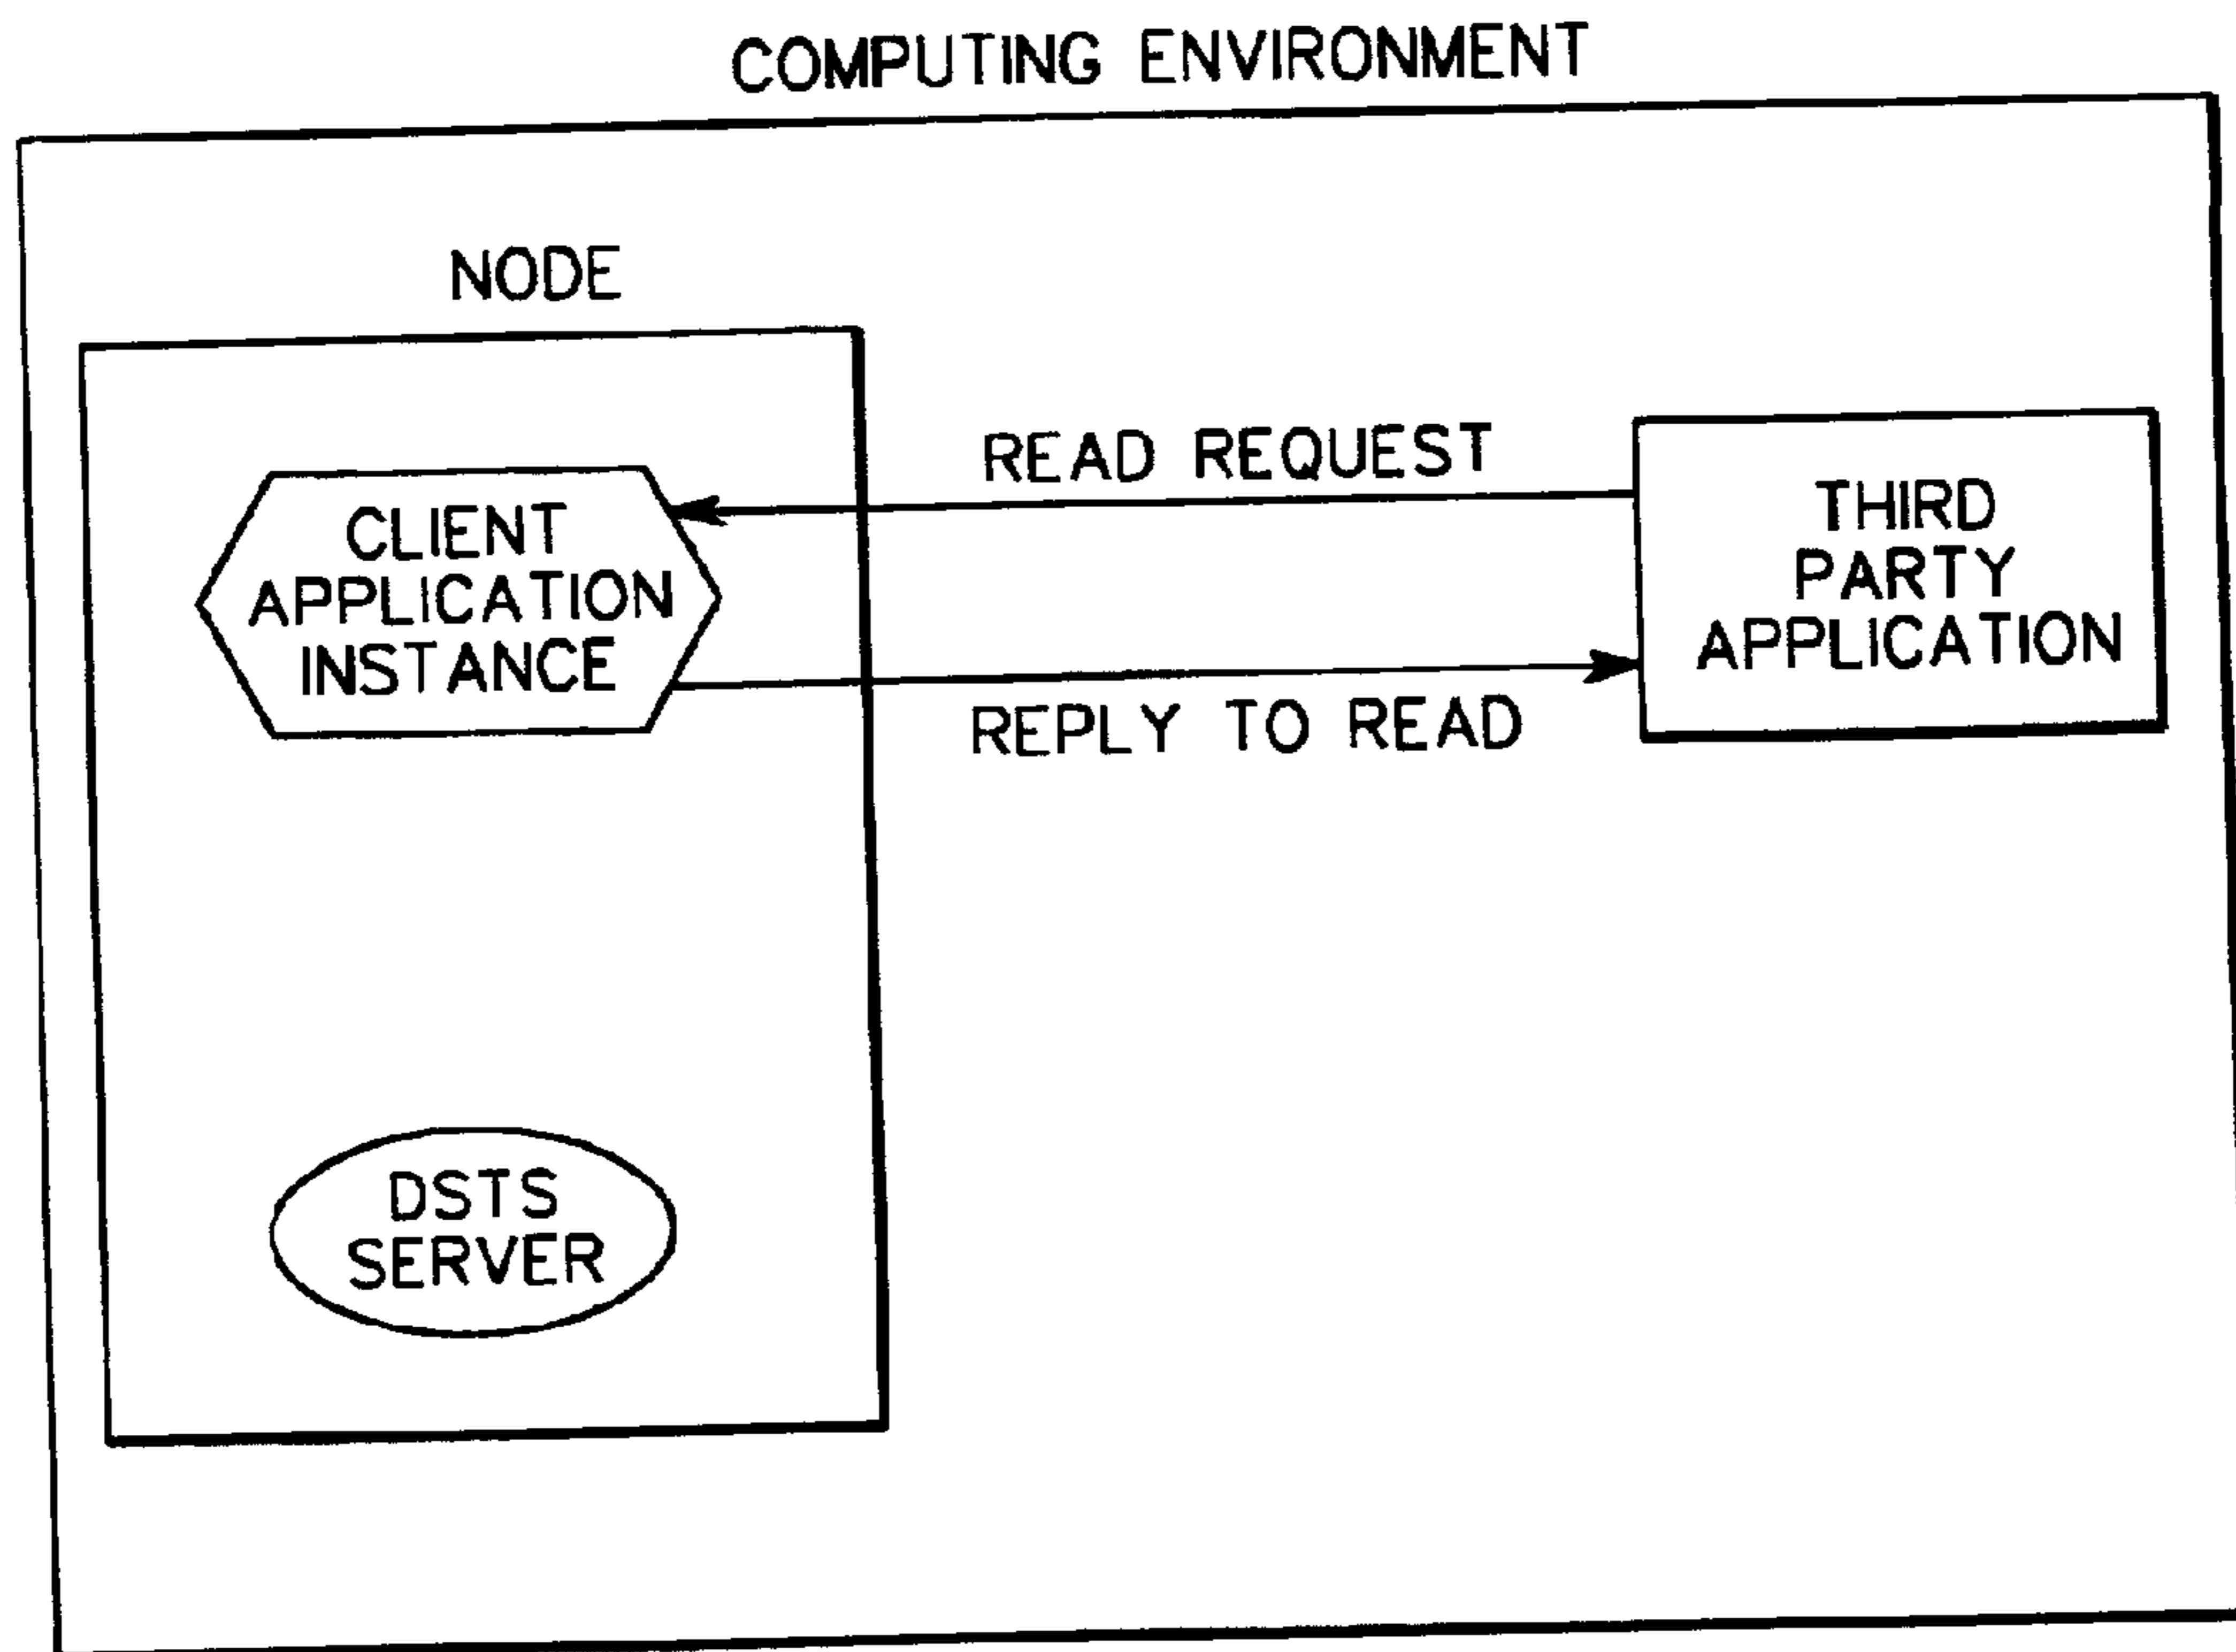 COMPUTING ENVIRONMENT
NODE
CLIENT
APPLICATION
INSTANCE
READ REQUEST
REPLY TO READ
THIRD
PARTY
APPLICATION
DSTS
SERVER